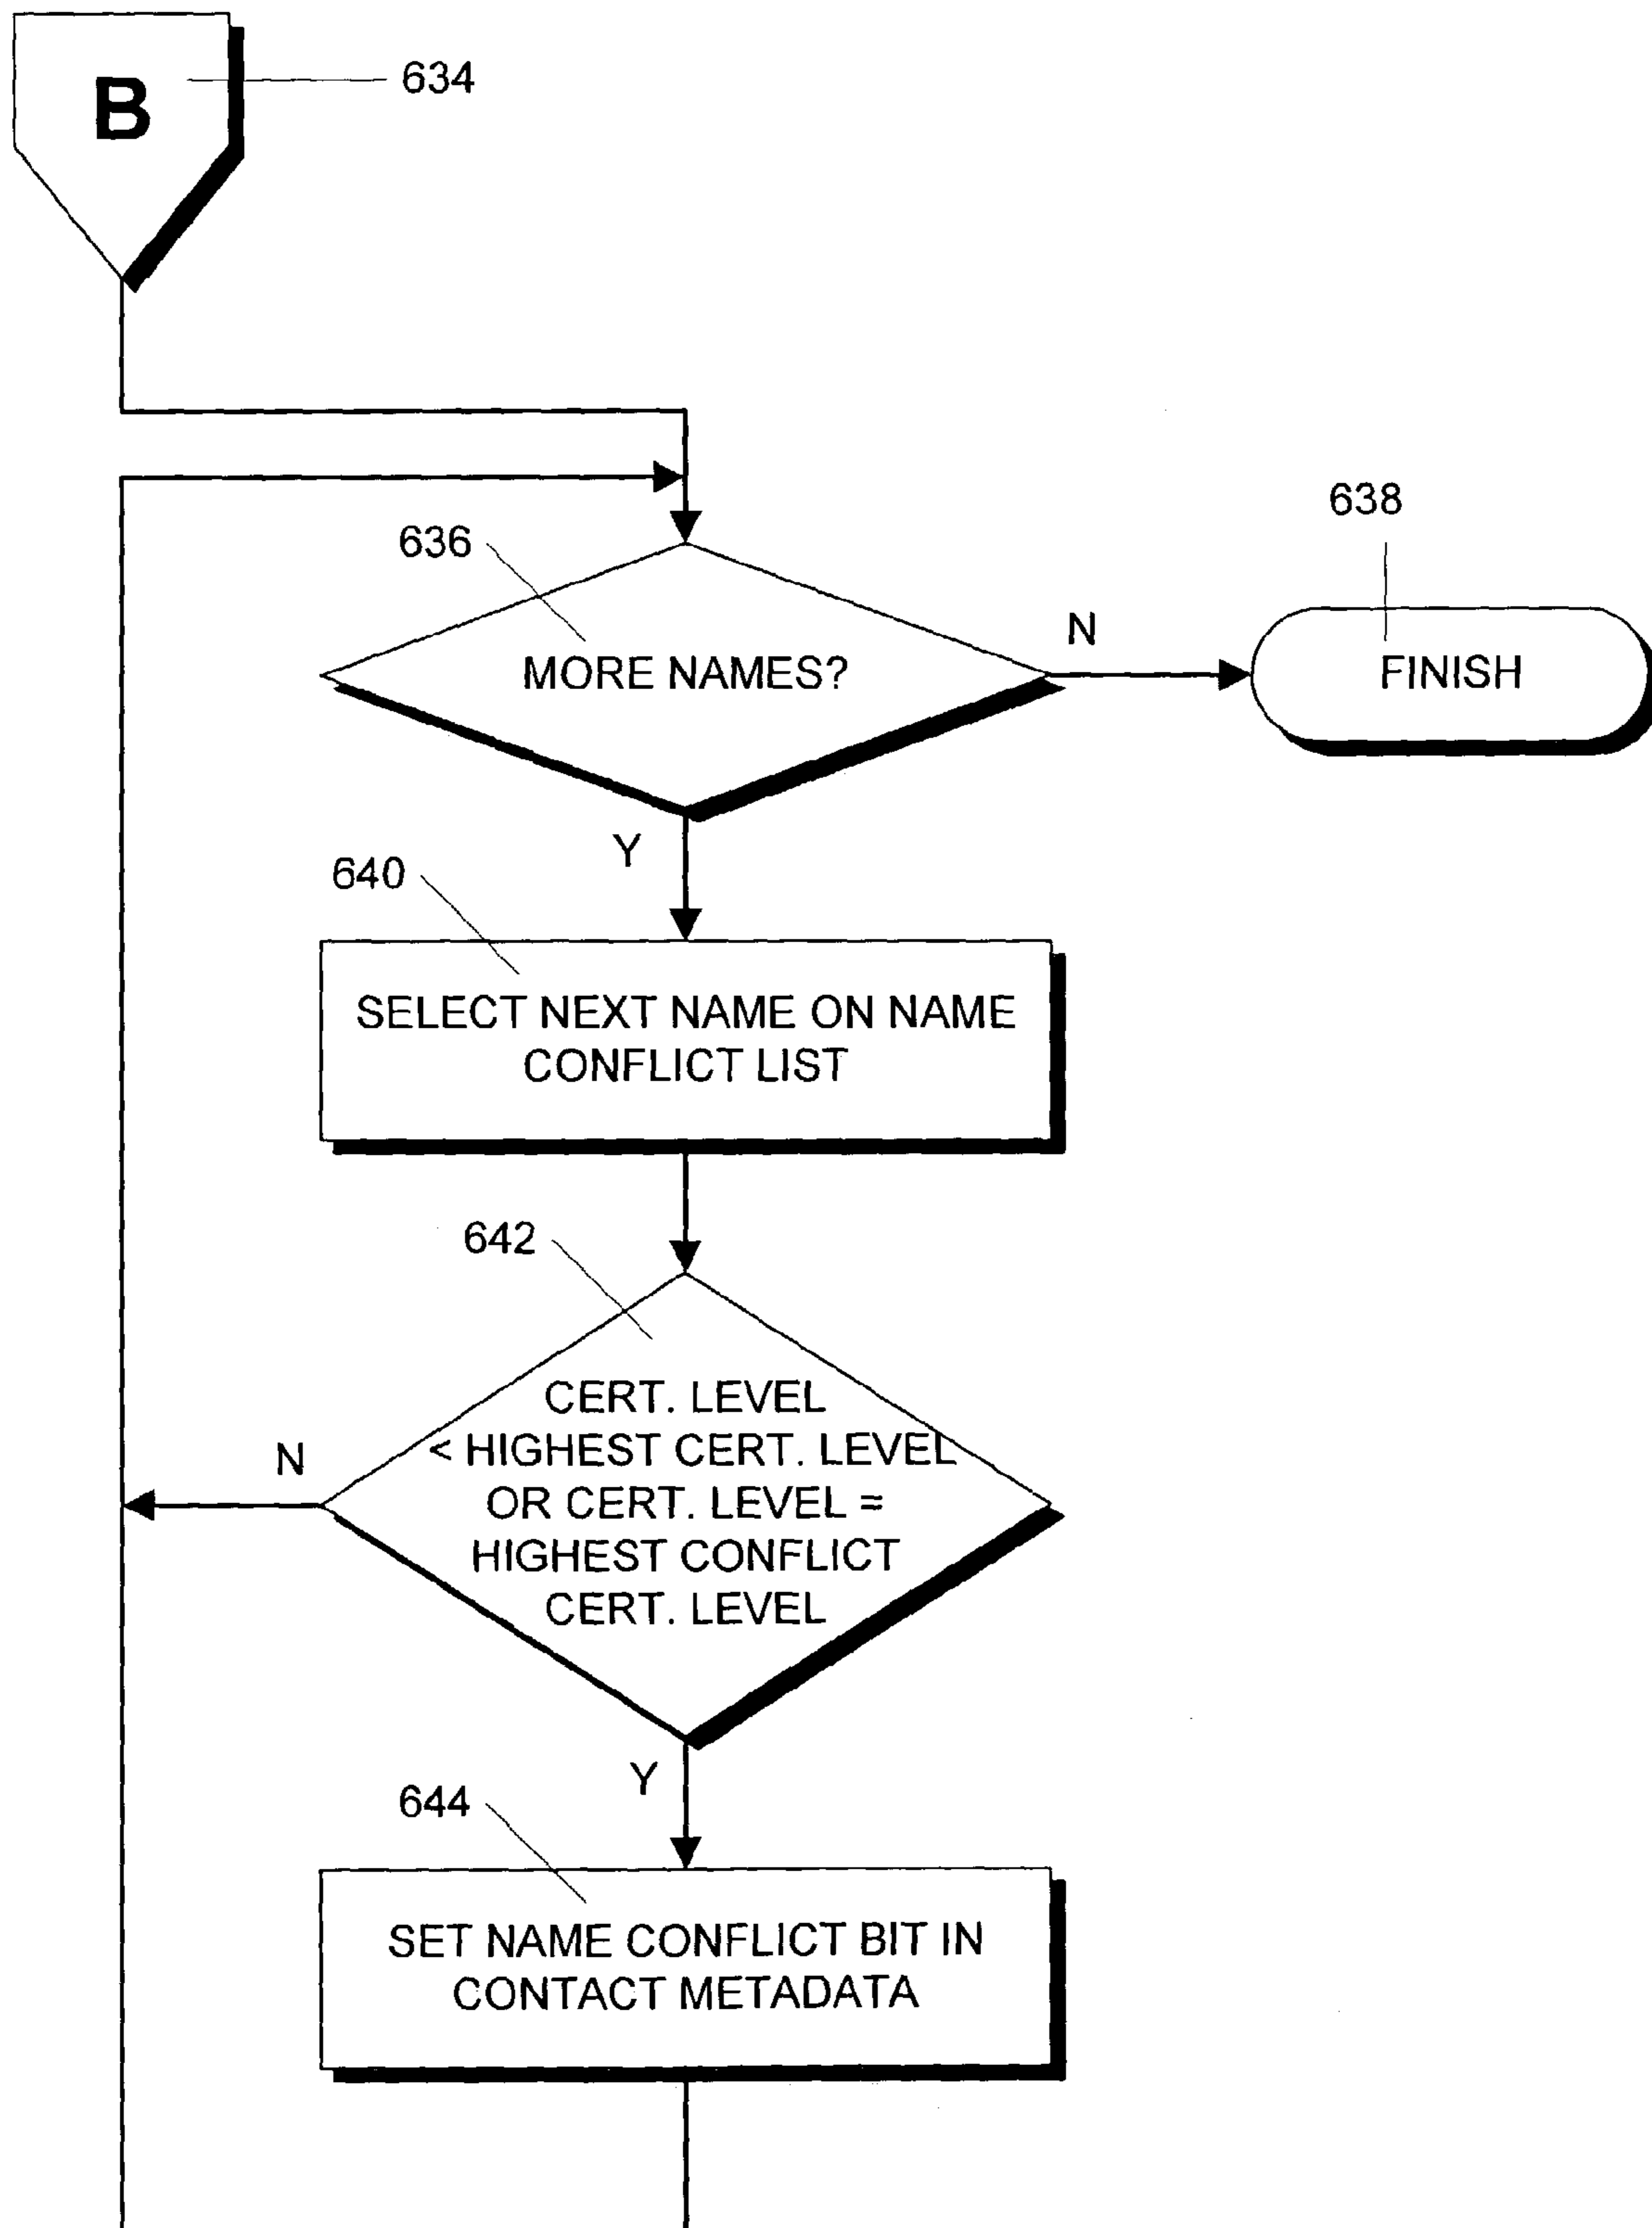 B
634
636
MORE NAMES?
N
638
FINISH
Y
640
SELECT NEXT NAME ON NAME
CONFLICT LIST
642
CERT. LEVEL
< HIGHEST CERT. LEVEL
OR CERT. LEVEL =
HIGHEST CONFLICT
CERT. LEVEL
N
Y
644
SET NAME CONFLICT BIT IN
CONTACT METADATA